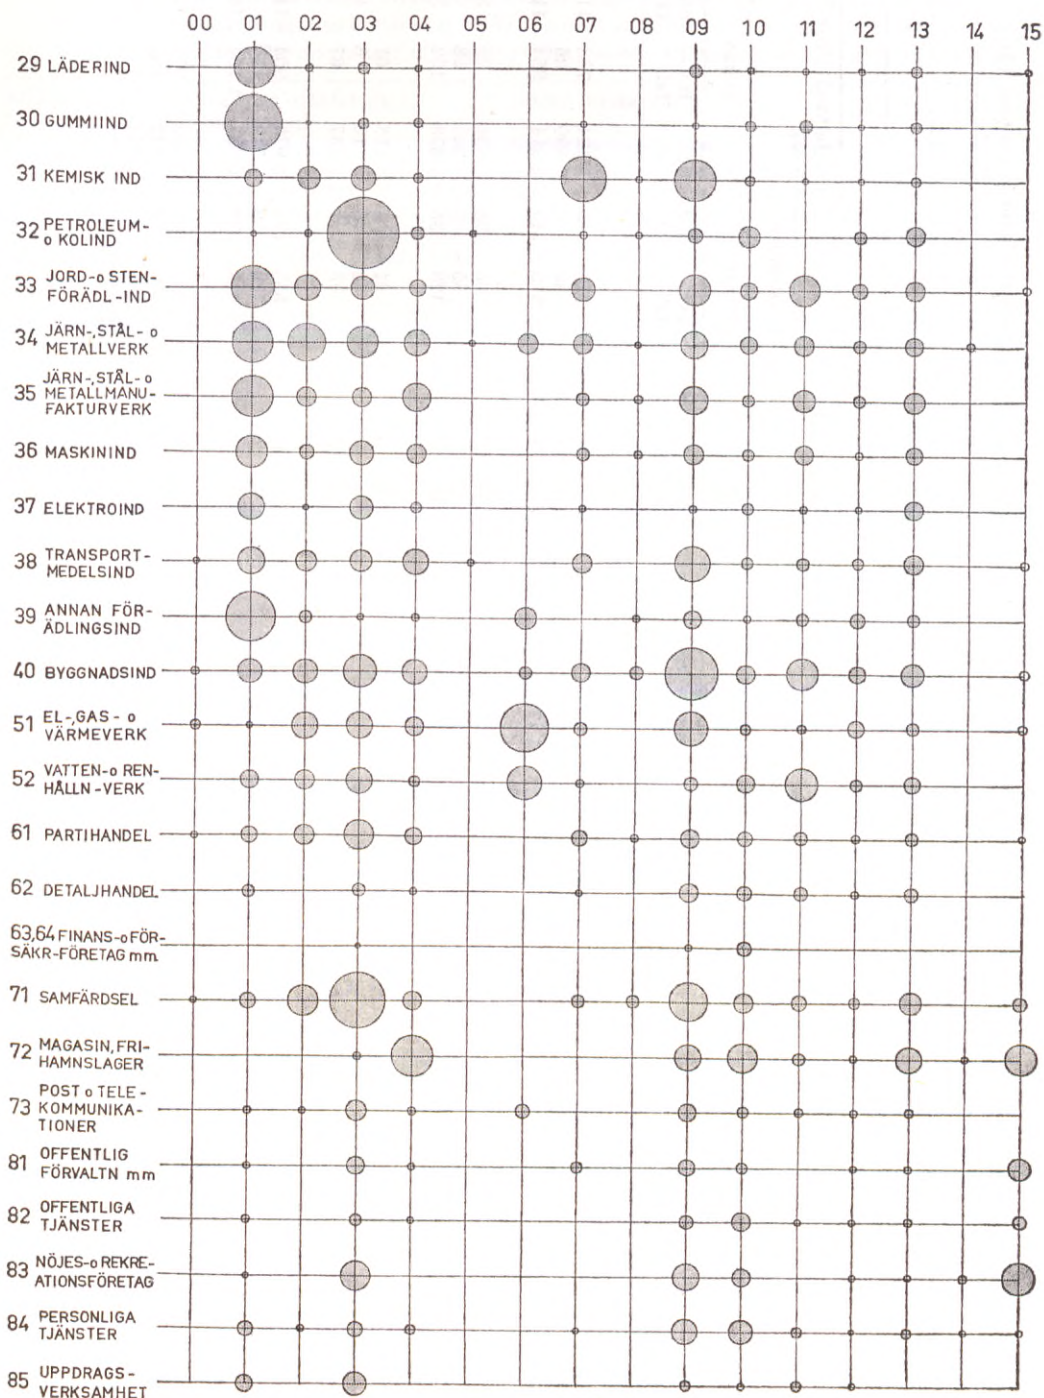 00 01 02 03 04 05 06 07 08 09 10 11 12 13 14 15
29 LÄDERIND
30 GUMMIIND
31 KEMISK IND
32 PETROLEUM-
o KOLIND
33 JORD-o STEN-
FÖRÄDL-IND
34 JÄRN-,STÅL-o
METALLVERK
35 JÄRN-,STÅL-o
METALLMANU-
FAKTURVERK
36 MASKININD
37 ELEKTROIND
38 TRANSPORT-
MEDELSIND
39 ANNAN FÖR-
ÄDLINGSIND
40 BYGGNADSIND
51 EL-,GAS-o
VÄRMEVERK
52 VATTEN-o REN-
HÅLLN-VERK
61 PARTIHANDEL
62 DETALJHANDEL
63,64 FINANS-o FÖR-
SÄKR-FÖRETAG mm
71 SAMFÄRDSEL
72 MAGASIN,FRI-
HAMNSLAGER
73 POST o TELE-
KOMMUNIKA-
TIONER
81 OFFENTLIG
FÖRVALTN mm
82 OFFENTLIGA
TJÄNSTER
83 NÖJES-o REKRE-
ATIONSFÖRETAG
84 PERSONLIGA
TJÄNSTER
85 UPPDRAGS-
VERKSAMHET